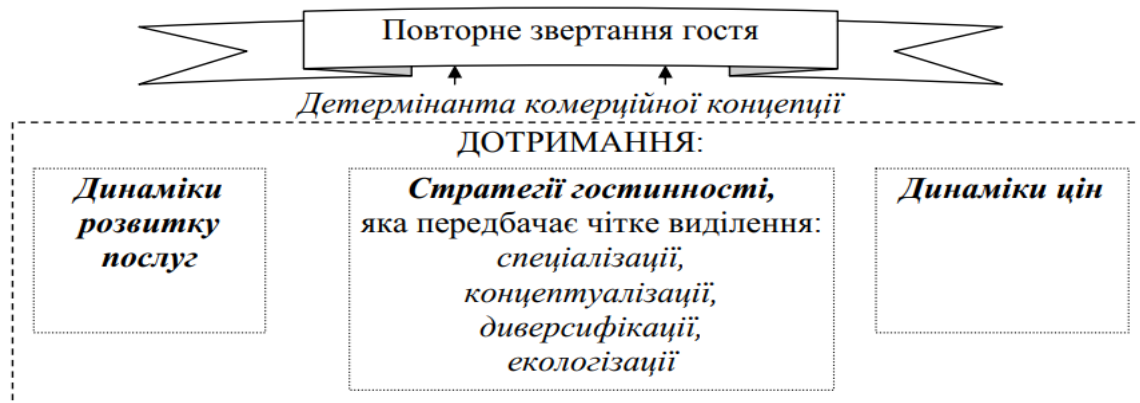 Повторне звертання гостя
Детермінанта комерційної концепції
ДОТРИМАННЯ:
Динаміки
розвитку
послуг
Стратегії гостинності,
яка передбачає чітке виділення:
спеціалізації,
концептуалізації,
диверсифікації,
екологізації
Динаміки цін